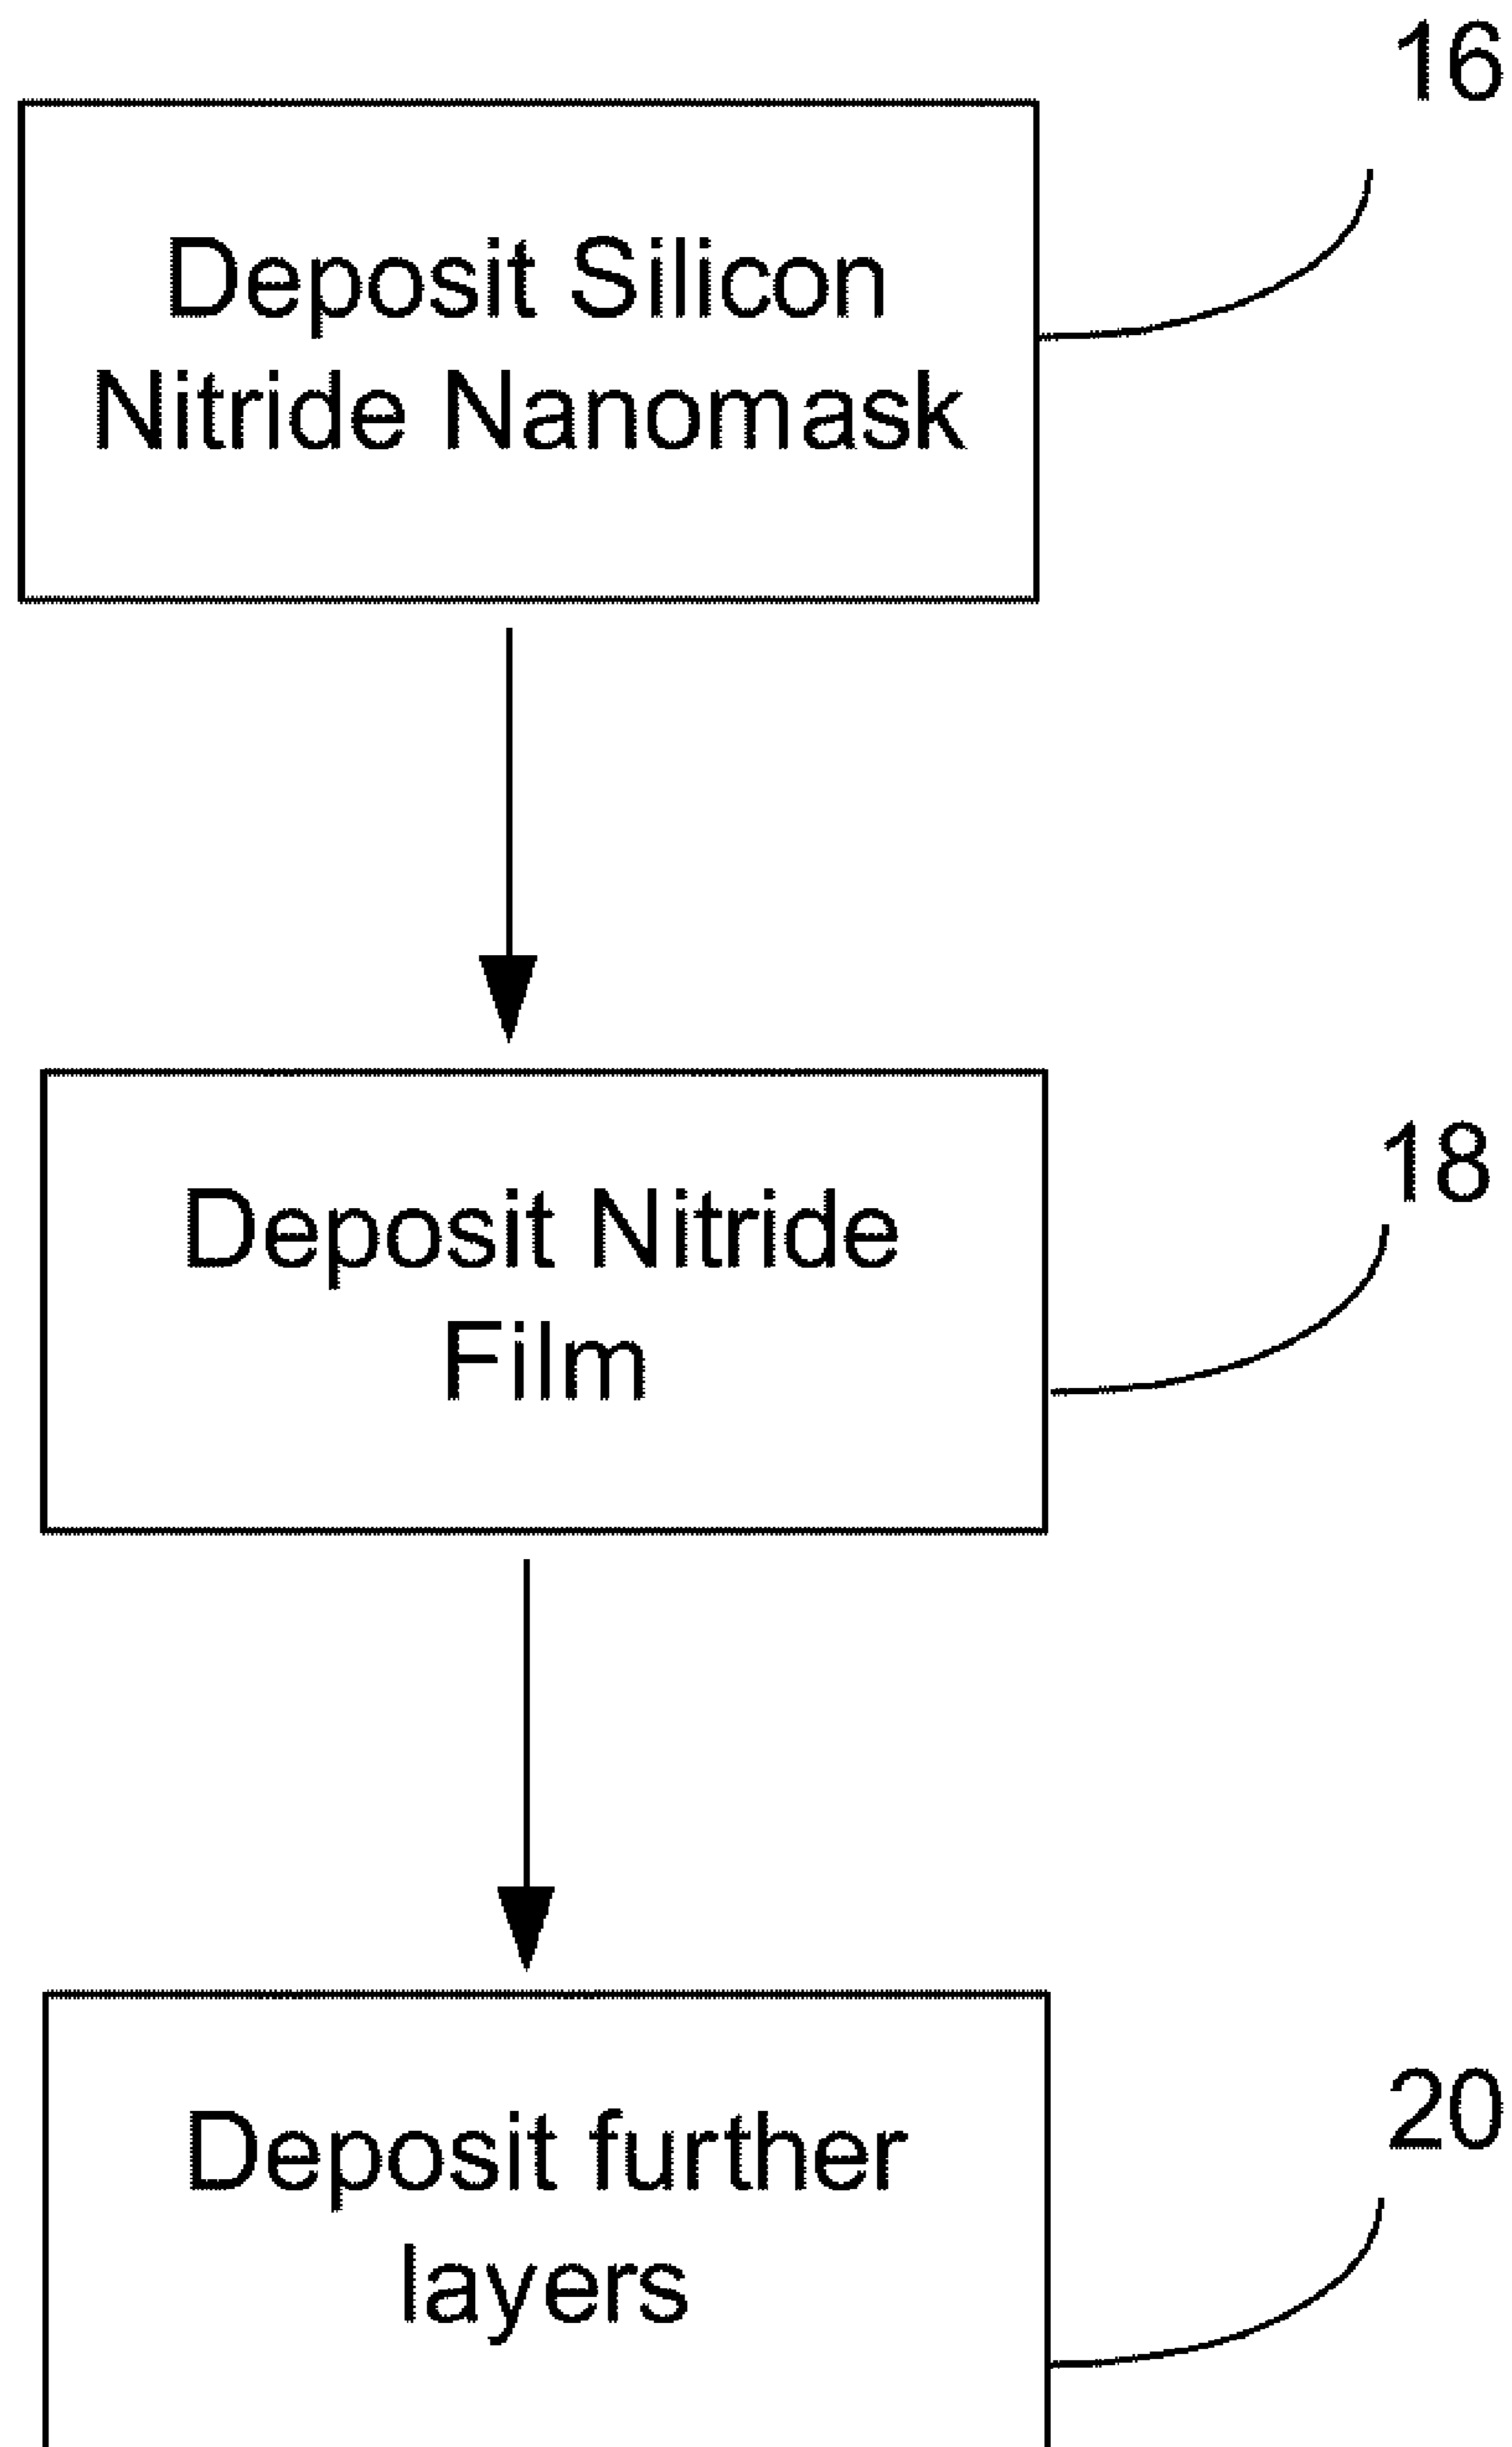 16
Deposit Silicon
Nitride Nanomask
18
Deposit Nitride
Film
20
Deposit further
layers